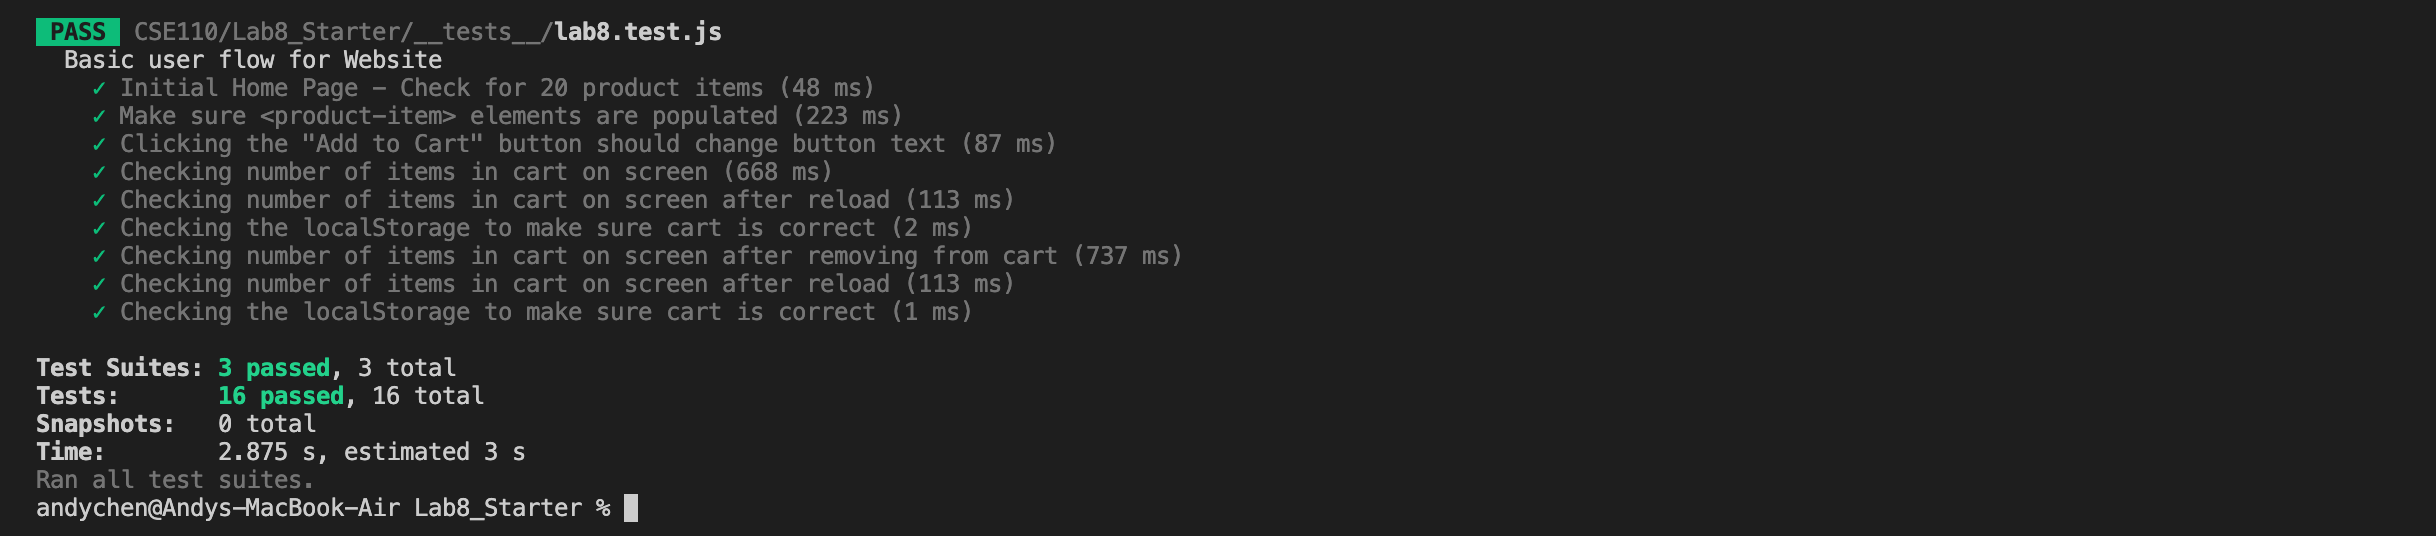 PASS CSE110/Lab8_Starter/__tests__/lab8.test.js
Basic user flow for Website
✓ Initial Home Page – Check for 20 product items (48 ms)
✓ Make sure <product-item> elements are populated (223 ms)
✓ Clicking the "Add to Cart" button should change button text (87 ms)
✓ Checking number of items in cart on screen (668 ms)
✓ Checking number of items in cart on screen after reload (113 ms)
✓ Checking the localStorage to make sure cart is correct (2 ms)
✓ Checking number of items in cart on screen after removing from cart (737 ms)
✓ Checking number of items in cart on screen after reload (113 ms)
✓ Checking the localStorage to make sure cart is correct (1 ms)
Test Suites: 3 passed, 3 total
Tests: 16 passed, 16 total
Snapshots: 0 total
Time: 2.875 s, estimated 3 s
Ran all test suites.
andychen@Andys-MacBook-Air Lab8_Starter %